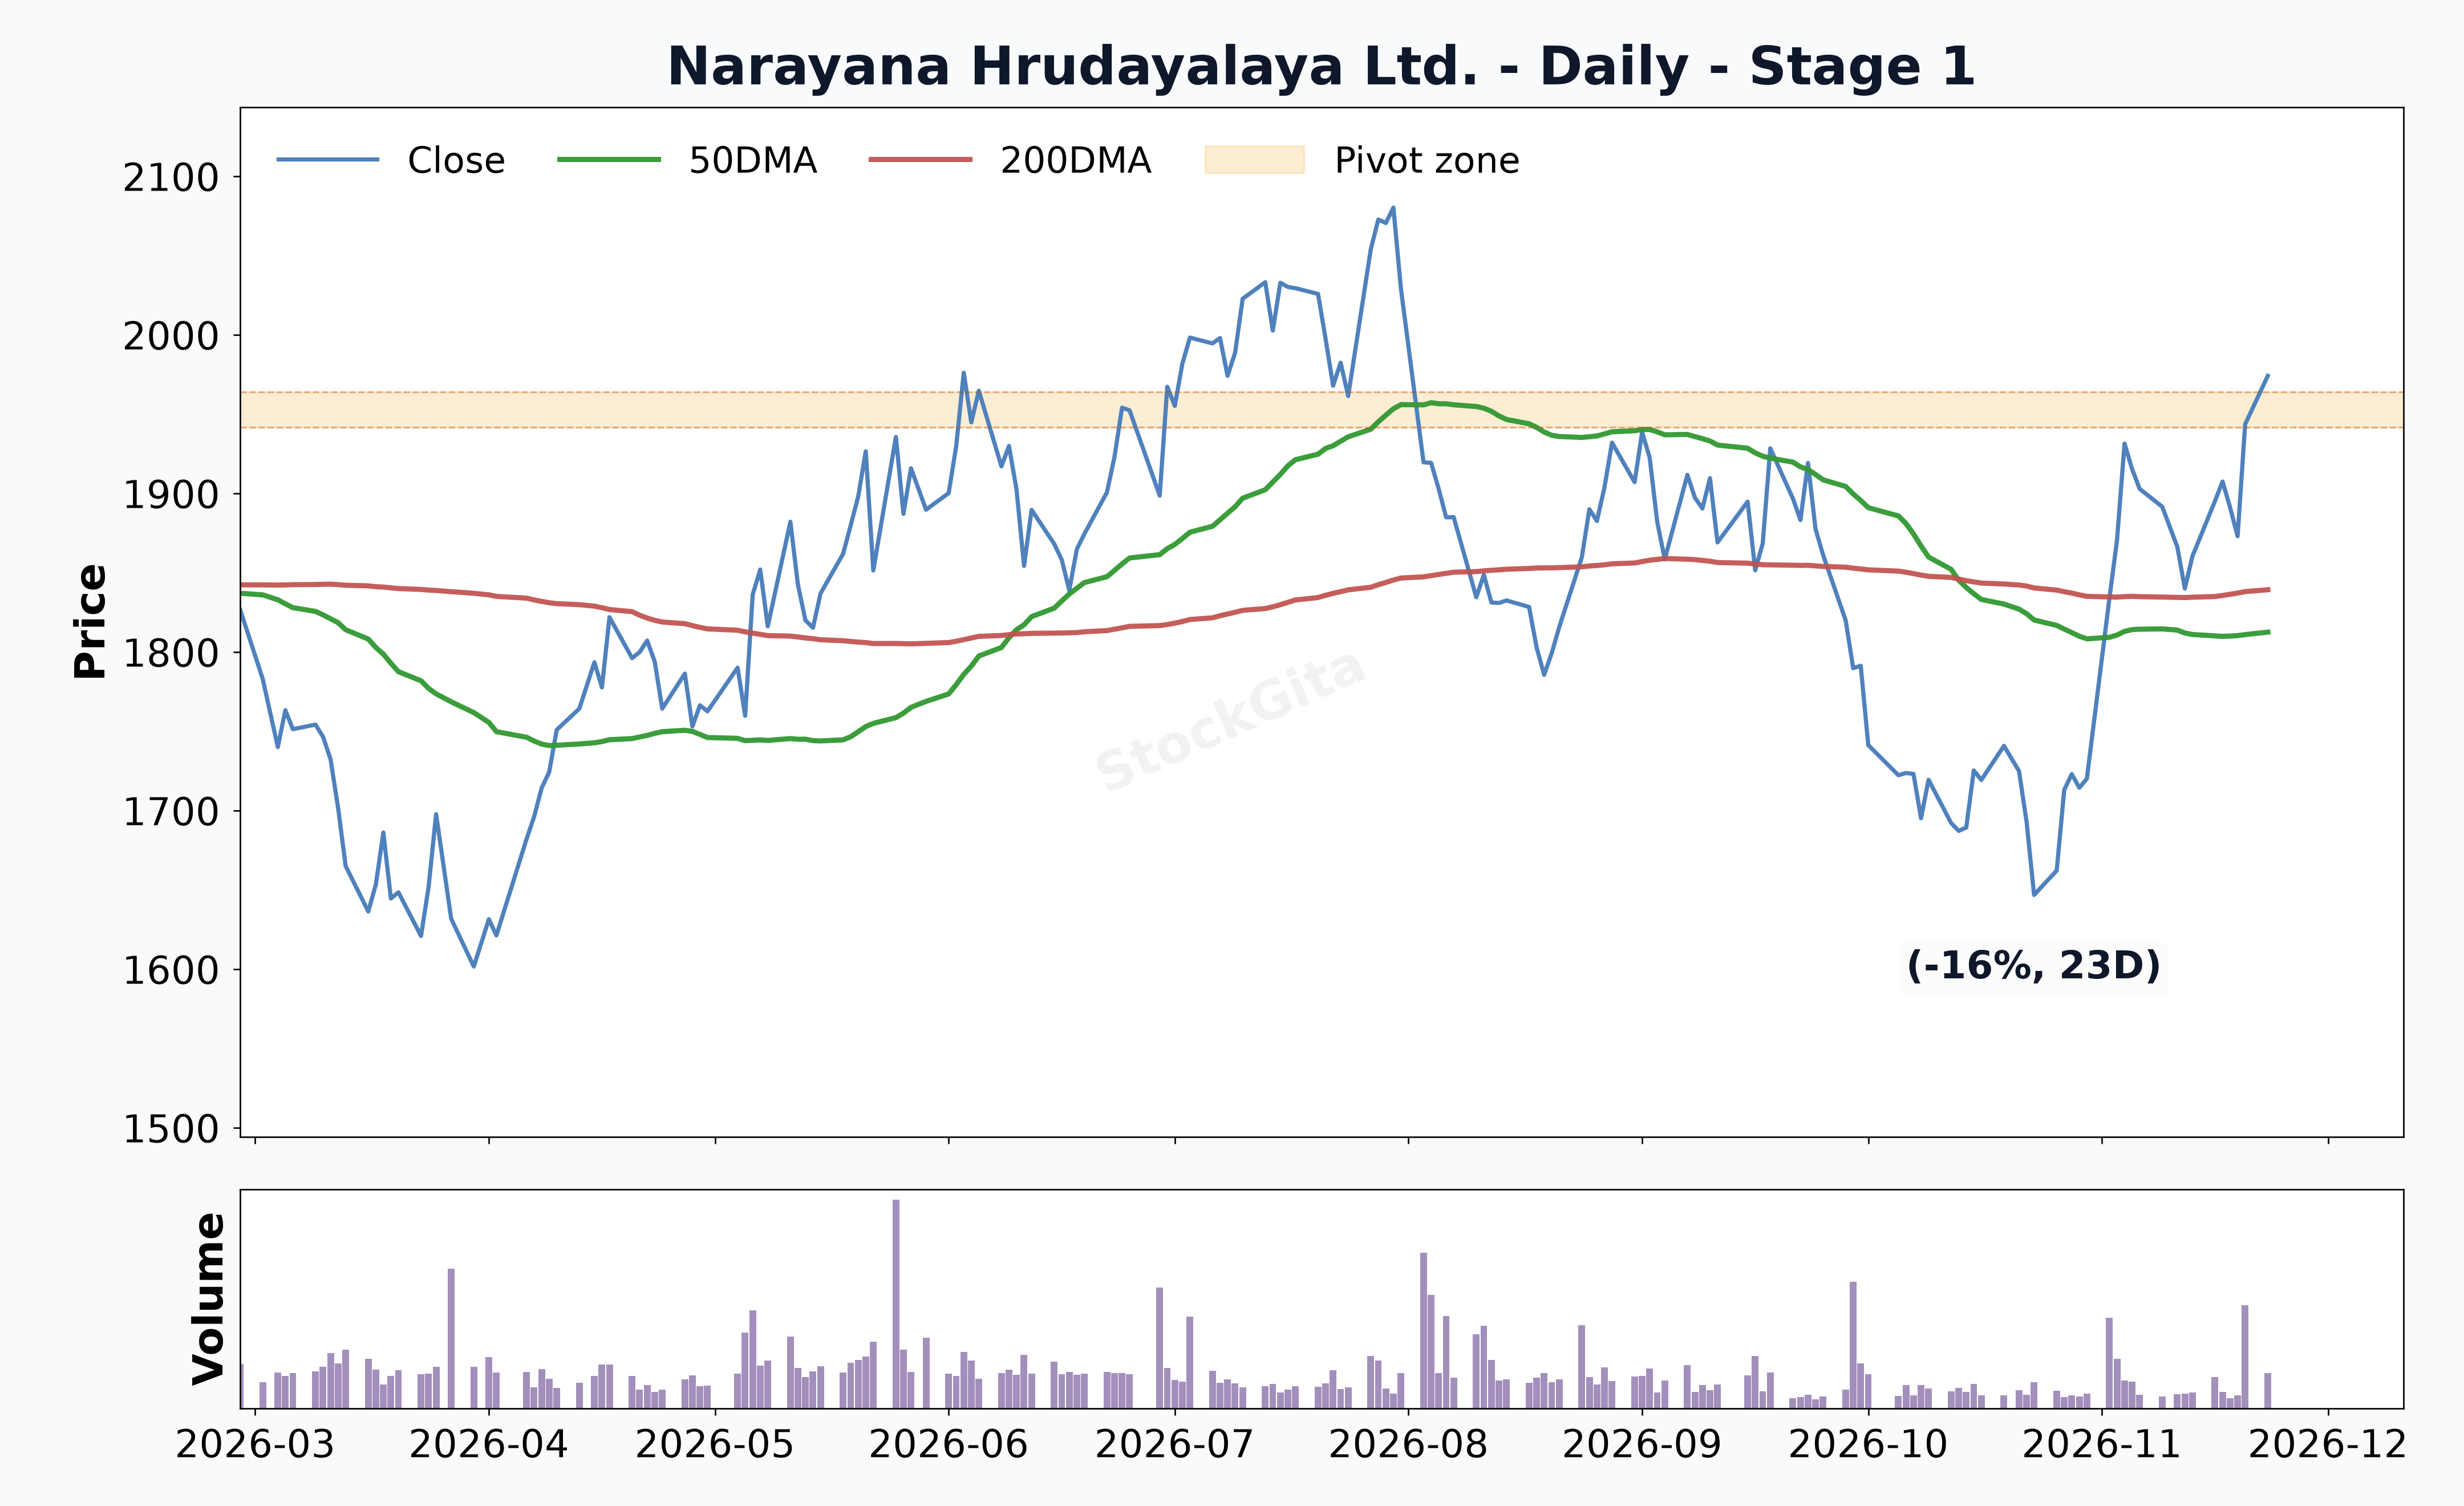 Narayana Hrudayalaya Ltd. - Daily - Stage 1
Close 50DMA 200DMA Pivot zone
2100
2000
1900
1800
1700
1600
1500
Price
StockGita
(-16%, 23D)
Volume
2026-03 2026-04 2026-05 2026-06 2026-07 2026-08 2026-09 2026-10 2026-11 2026-12